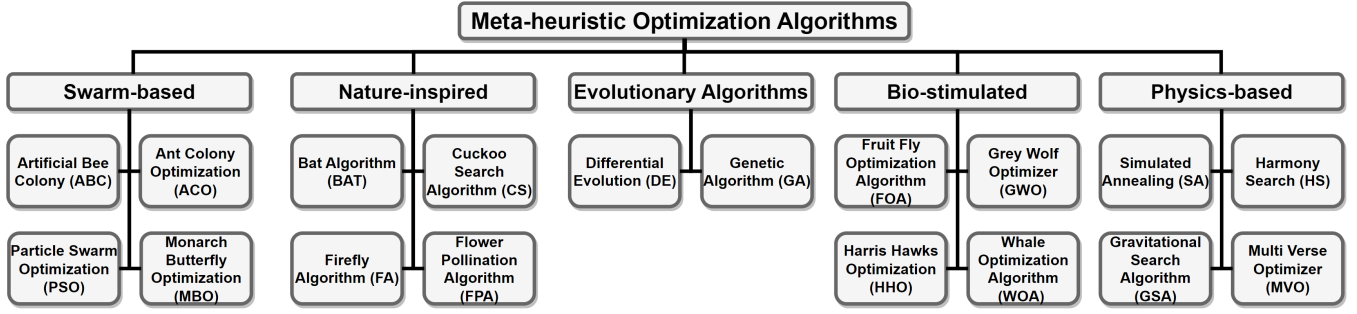 Meta-heuristic Optimization Algorithms
Swarm-based
Nature-inspired
Evolutionary Algorithms
Bio-stimulated
Physics-based
Artificial Bee
Colony (ABC)
Ant Colony
Optimization
(ACO)
Bat Algorithm
(BAT)
Cuckoo
Search
Algorithm (CS)
Differential
Evolution (DE)
Genetic
Algorithm (GA)
Fruit Fly
Optimization
Algorithm
(FOA)
Grey Wolf
Optimizer
(GWO)
Simulated
Annealing (SA)
Harmony
Search (HS)
Particle Swarm
Optimization
(PSO)
Monarch
Butterfly
Optimization
(MBO)
Firefly
Algorithm (FA)
Flower
Pollination
Algorithm
(FPA)
Harris Hawks
Optimization
(HHO)
Whale
Optimization
Algorithm
(WOA)
Gravitational
Search
Algorithm
(GSA)
Multi Verse
Optimizer
(MVO)